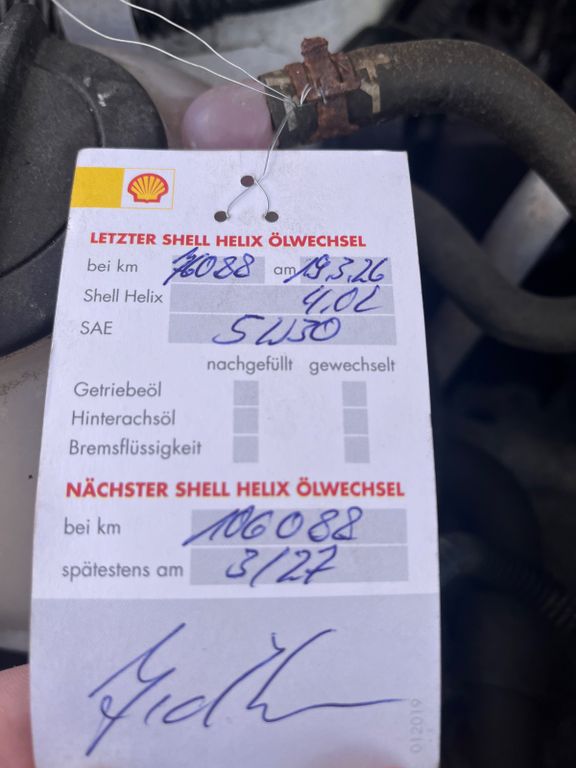 LETZTER SHELL HELIX ÖLWECHSEL
bei km 76088 am 19.3.26
Shell Helix 4.0L
SAE 5W30
nachgefüllt gewechselt
Getriebeöl
Hinterachsöl
Bremsflüssigkeit
NÄCHSTER SHELL HELIX ÖLWECHSEL
bei km 106088
spätestens am 3/27
012019